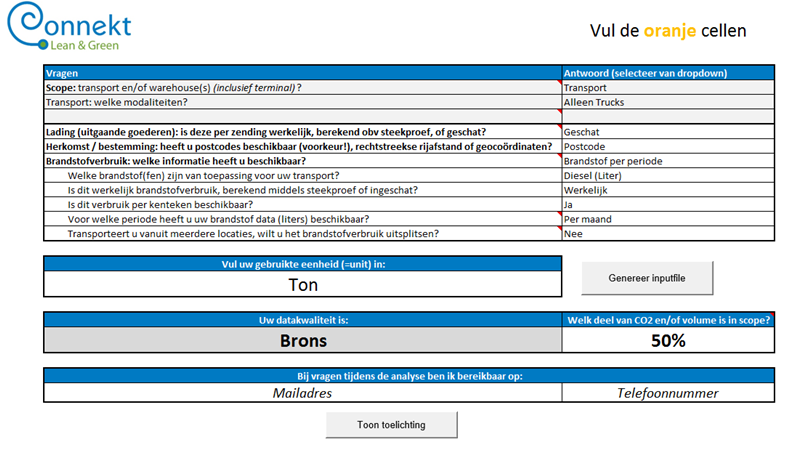 Connekt
Lean & Green
Vul de oranje cellen
Vragen Antwoord (selecteer van dropdown)
Scope: transport en/of warehouse(s) (inclusief terminal) ? Transport
Transport: welke modaliteiten? Alleen Trucks
Lading (uitgaande goederen): is deze per zending werkelijk, berekend obv steekproef, of geschat? Geschat
Herkomst / bestemming: heeft u postcodes beschikbaar (voorkeur!), rechtstreekse rijafstand of geocoördinaten? Postcode
Brandstofverbruik: welke informatie heeft u beschikbaar? Brandstof per periode
Welke brandstof(fen) zijn van toepassing voor uw transport? Diesel (Liter)
Is dit werkelijk brandstofverbruik, berekend middels steekproef of ingeschat? Werkelijk
Is dit verbruik per kenteken beschikbaar? Ja
Voor welke periode heeft u uw brandstof data (liters) beschikbaar? Per maand
Transporteert u vanuit meerdere locaties, wilt u het brandstofverbruik uitsplitsen? Nee
Vul uw gebruikte eenheid (=unit) in:
Ton
Genereer inputfile
Uw datakwaliteit is: Welk deel van CO2 en/of volume is in scope?
Brons 50%
Bij vragen tijdens de analyse ben ik bereikbaar op:
Mailadres Telefoonnummer
Toon toelichting